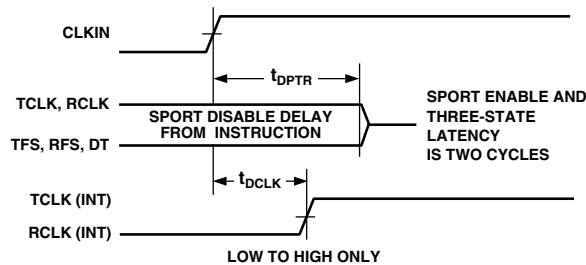 CLKIN
tDPTR
TCLK, RCLK
SPORT DISABLE DELAY
FROM INSTRUCTION
TFS, RFS, DT
SPORT ENABLE AND
THREE-STATE
LATENCY
IS TWO CYCLES
tDCLK
TCLK (INT)
RCLK (INT)
LOW TO HIGH ONLY